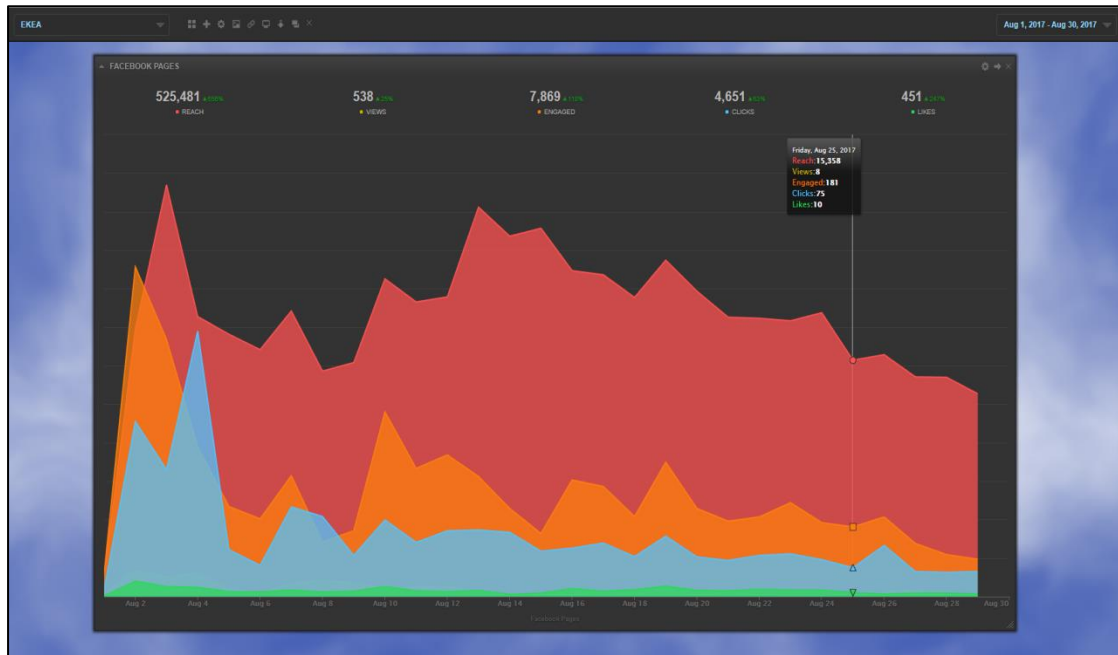 EKEA
Aug 1, 2017 - Aug 30, 2017
FACEBOOK PAGES
525,481 538 ▲25% 7,869 4,651 451
REACH VIEWS ENGAGED CLICKS LIKES
Friday, Aug 25, 2017
Reach:15,358
Views:8
Engaged:181
Clicks:75
Likes:10
Aug 2 Aug 4 Aug 6 Aug 8 Aug 10 Aug 12 Aug 14 Aug 16 Aug 18 Aug 20 Aug 22 Aug 24 Aug 26 Aug 28 Aug 30
Facebook Pages